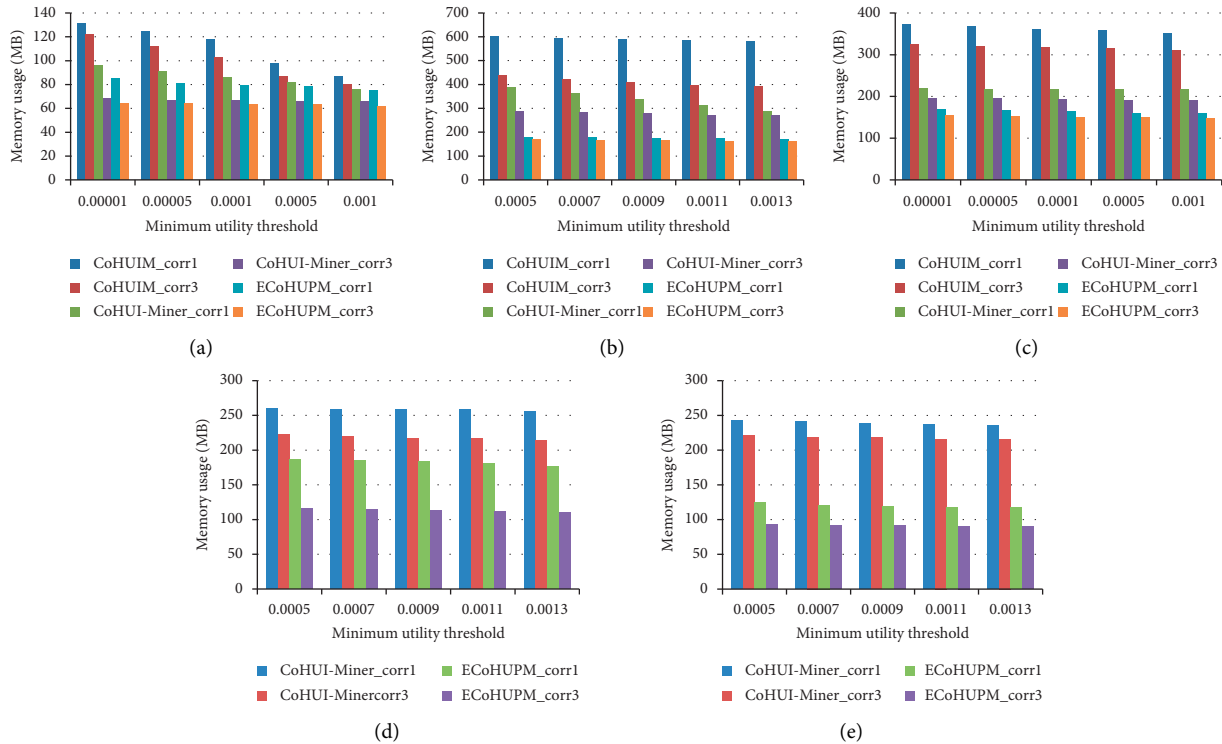 140
120
100
80
60
40
20
0
Memory usage (MB)
0.00001 0.00005 0.0001 0.0005 0.001
Minimum utility threshold
CoHUIM_corr1 CoHUI-Miner_corr3
CoHUIM_corr3 ECoHUPM_corr1
CoHUI-Miner_corr1 ECoHUPM_corr3
(a)
700
600
500
400
300
200
100
0
Memory usage (MB)
0.0005 0.0007 0.0009 0.0011 0.0013
Minimum utility threshold
CoHUIM_corr1 CoHUI-Miner_corr3
CoHUIM_corr3 ECoHUPM_corr1
CoHUI-Miner_corr1 ECoHUPM_corr3
(b)
400
300
200
100
0
Memory usage (MB)
0.00001 0.00005 0.0001 0.0005 0.001
Minimum utility threshold
CoHUIM_corr1 CoHUI-Miner_corr3
CoHUIM_corr3 ECoHUPM_corr1
CoHUI-Miner_corr1 ECoHUPM_corr3
(c)
300
250
200
150
100
50
0
Memory usage (MB)
0.0005 0.0007 0.0009 0.0011 0.0013
Minimum utility threshold
CoHUI-Miner_corr1 ECoHUPM_corr1
CoHUI-Minercorr3 ECoHUPM_corr3
(d)
300
250
200
150
100
50
0
Memory usage (MB)
0.0005 0.0007 0.0009 0.0011 0.0013
Minimum utility threshold
CoHUI-Miner_corr1 ECoHUPM_corr1
CoHUI-Miner_corr3 ECoHUPM_corr3
(e)